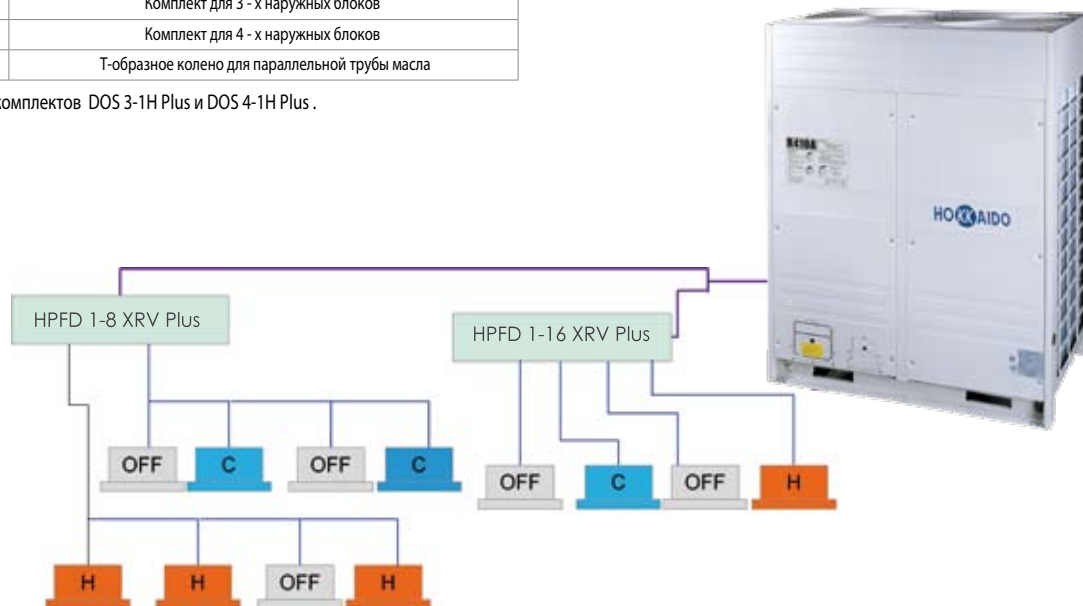 Комплект для 3 - х наружных блоков
Комплект для 4 - х наружных блоков
Т-образное колено для параллельной трубы масла
комплектов DOS 3-1H Plus и DOS 4-1H Plus .
R410A
HOKKAIDO
HPFD 1-8 XRV Plus
HPFD 1-16 XRV Plus
OFF C OFF C
OFF C OFF H
H H OFF H